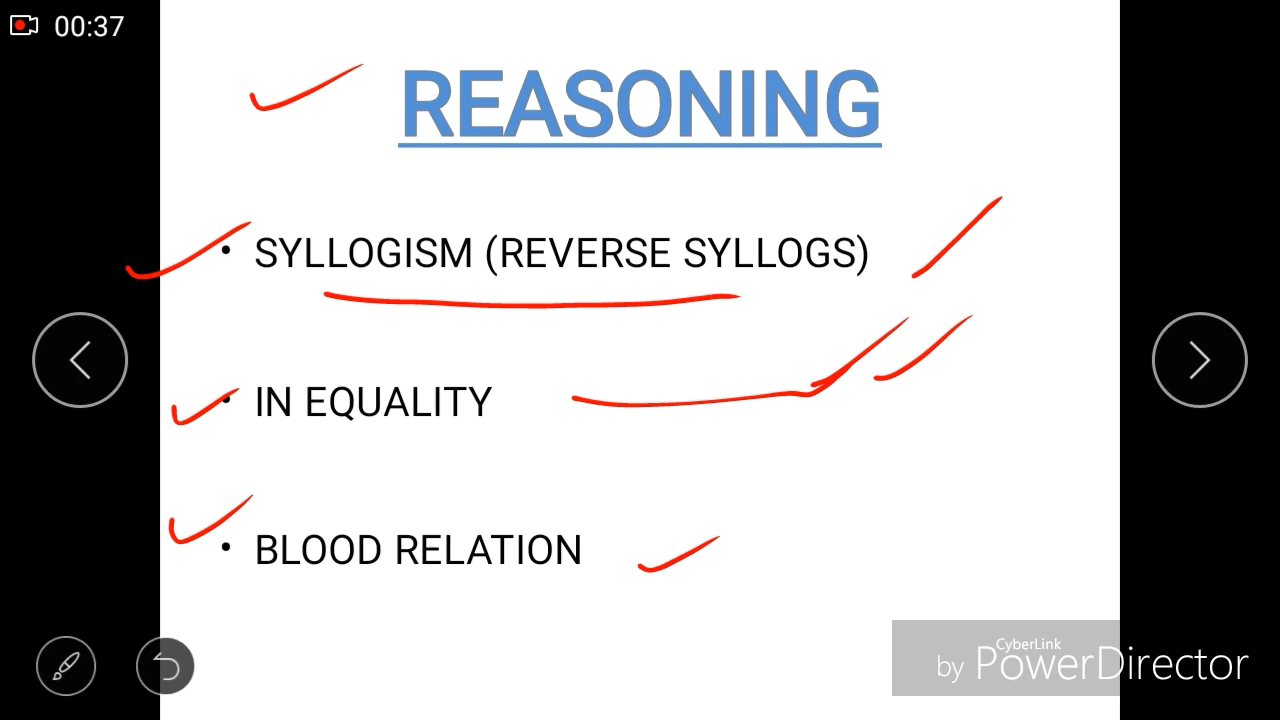 00:37
REASONING
• SYLLOGISM (REVERSE SYLLOGS)
• IN EQUALITY
• BLOOD RELATION
CyberLink
by PowerDirector